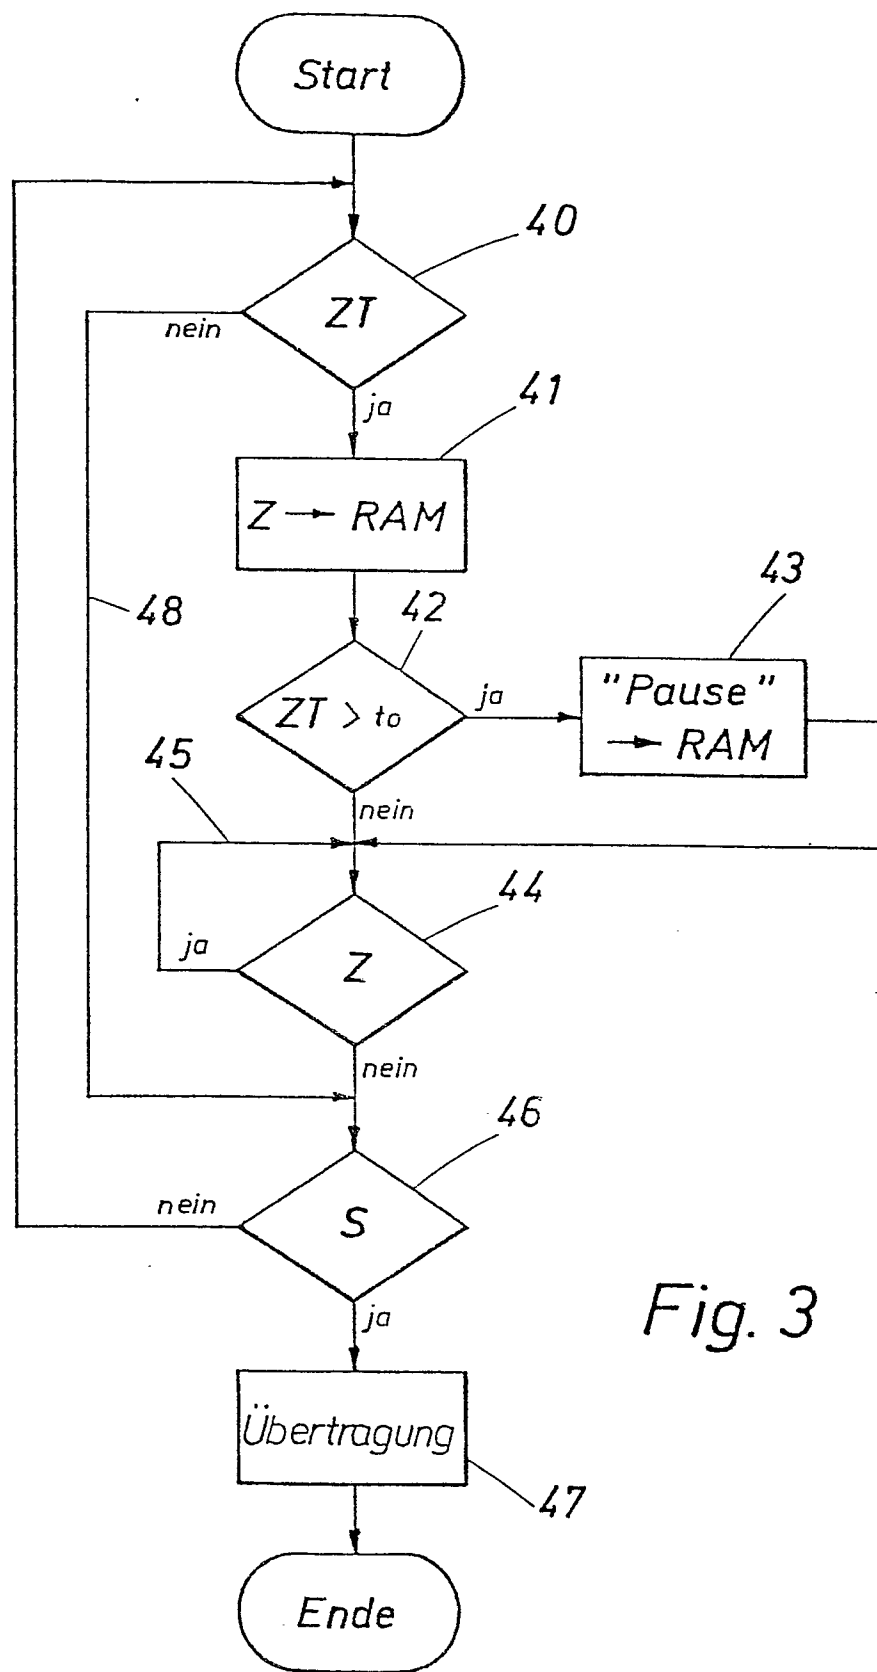 Start
40
ZT
nein
ja
41
Z → RAM
48
42
43
ZT > to
ja
"Pause"
→ RAM
45
nein
44
ja
Z
nein
46
nein
S
ja
Fig. 3
Übertragung
47
Ende